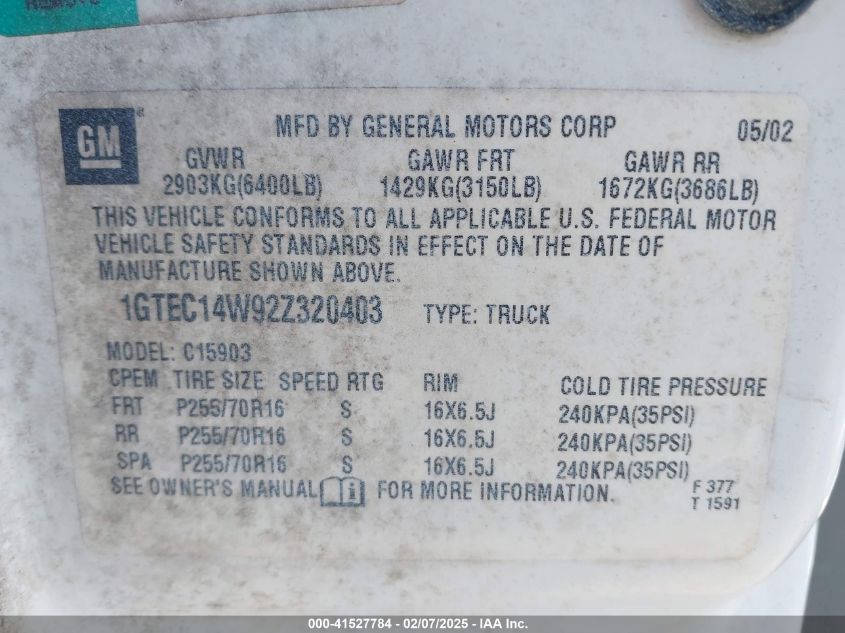 GM®
MFD BY GENERAL MOTORS CORP 05/02
GVWR GAWR FRT GAWR RR
2903KG(6400LB) 1429KG(3150LB) 1672KG(3686LB)
THIS VEHICLE CONFORMS TO ALL APPLICABLE U.S. FEDERAL MOTOR
VEHICLE SAFETY STANDARDS IN EFFECT ON THE DATE OF
MANUFACTURE SHOWN ABOVE.
1GTEC14W92Z320403 TYPE: TRUCK
MODEL: C15903
CPEM TIRE SIZE SPEED RTG RIM COLD TIRE PRESSURE
FRT P255/70R16 S 16X6.5J 240KPA(35PSI)
RR P255/70R16 S 16X6.5J 240KPA(35PSI)
SPA P255/70R16 S 16X6.5J 240KPA(35PSI)
SEE OWNER'S MANUAL FOR MORE INFORMATION.
F 377
T 1591
000-41527784 - 02/07/2025 - IAA Inc.